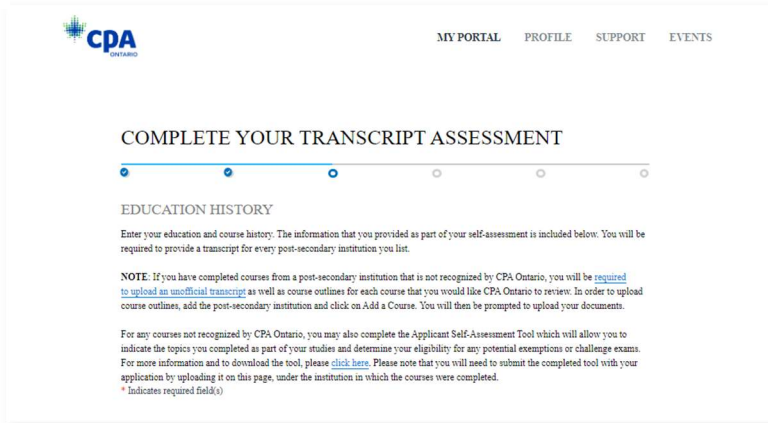 CPA
ONTARIO
MY PORTAL PROFILE SUPPORT EVENTS
COMPLETE YOUR TRANSCRIPT ASSESSMENT
EDUCATION HISTORY
Enter your education and course history. The information that you provided as part of your self-assessment is included below. You will be
required to provide a transcript for every post-secondary institution you list.
NOTE: If you have completed courses from a post-secondary institution that is not recognized by CPA Ontario, you will be required
to upload an unofficial transcript as well as course outlines for each course that you would like CPA Ontario to review. In order to upload
course outlines, add the post-secondary institution and click on Add a Course. You will then be prompted to upload your documents.
For any courses not recognized by CPA Ontario, you may also complete the Applicant Self-Assessment Tool which will allow you to
indicate the topics you completed as part of your studies and determine your eligibility for any potential exemptions or challenge exams.
For more information and to download the tool, please click here. Please note that you will need to submit the completed tool with your
application by uploading it on this page, under the institution in which the courses were completed.
* Indicates required field(s)